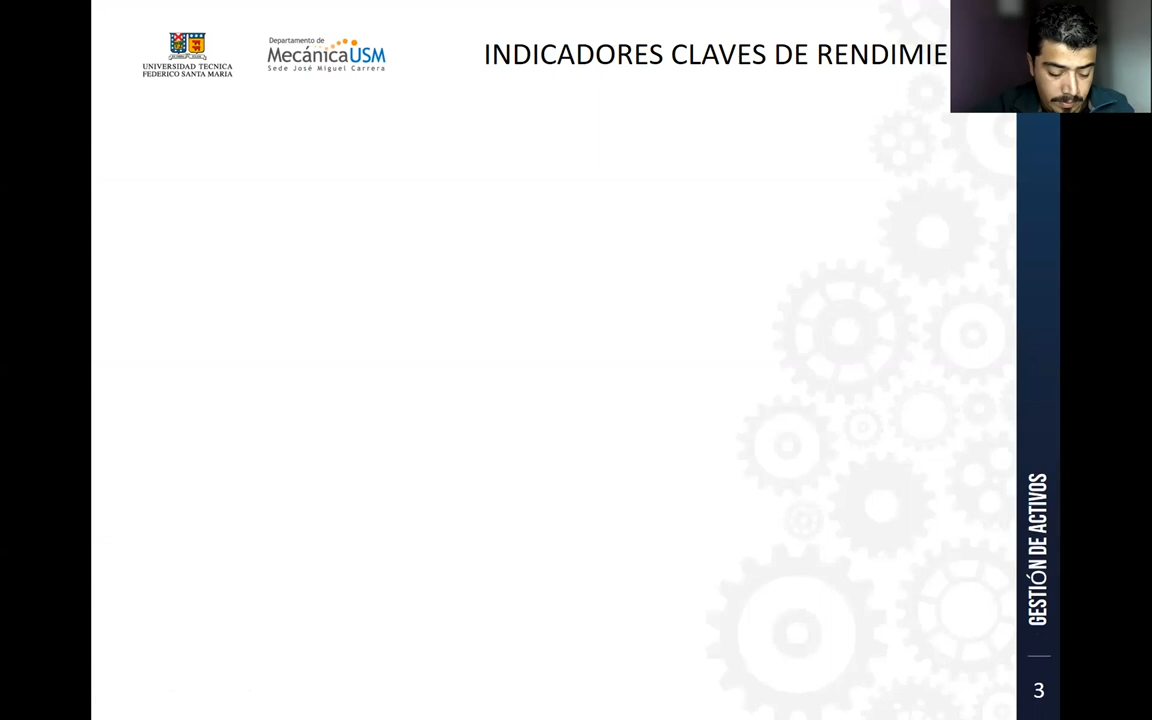 UNIVERSIDAD TECNICA
FEDERICO SANTA MARIA
Departamento de
MecánicaUSM
Sede José Miguel Carrera
INDICADORES CLAVES DE RENDIMIE
GESTIÓN DE ACTIVOS
3